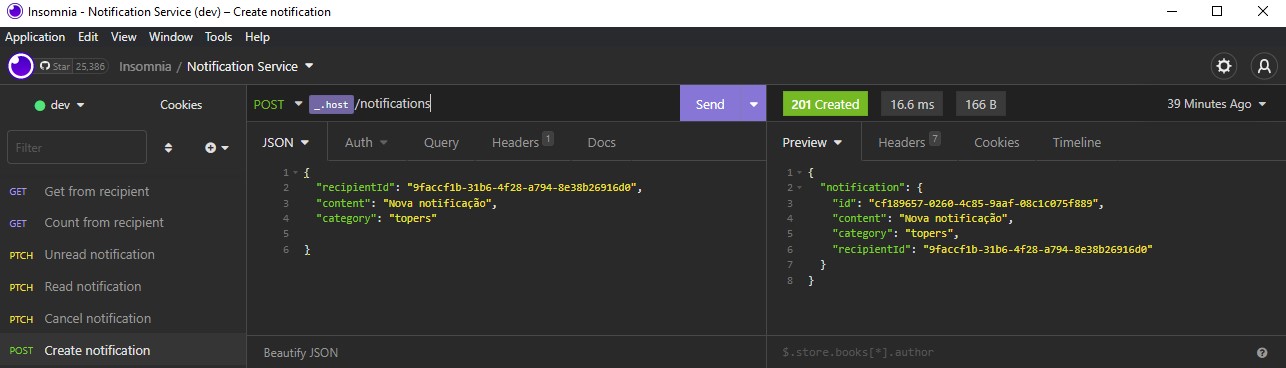 Insomnia - Notification Service (dev) – Create notification
Application Edit View Window Tools Help
Star 25,386 Insomnia / Notification Service
dev Cookies
POST _.host /notifications Send
201 Created 16.6 ms 166 B 39 Minutes Ago
Filter
JSON Auth Query Headers 1 Docs
Preview Headers 7 Cookies Timeline
GET Get from recipient
GET Count from recipient
PTCH Unread notification
PTCH Read notification
PTCH Cancel notification
POST Create notification
1 {
2 "recipientId": "9faccf1b-31b6-4f28-a794-8e38b26916d0",
3 "content": "Nova notificação",
4 "category": "topers"
5
6 }
Beautify JSON
1 {
2 "notification": {
3 "id": "cf189657-0260-4c85-9aaf-08c1c075f889",
4 "content": "Nova notificação",
5 "category": "topers",
6 "recipientId": "9faccf1b-31b6-4f28-a794-8e38b26916d0"
7 }
8 }
$.store.books[*].author